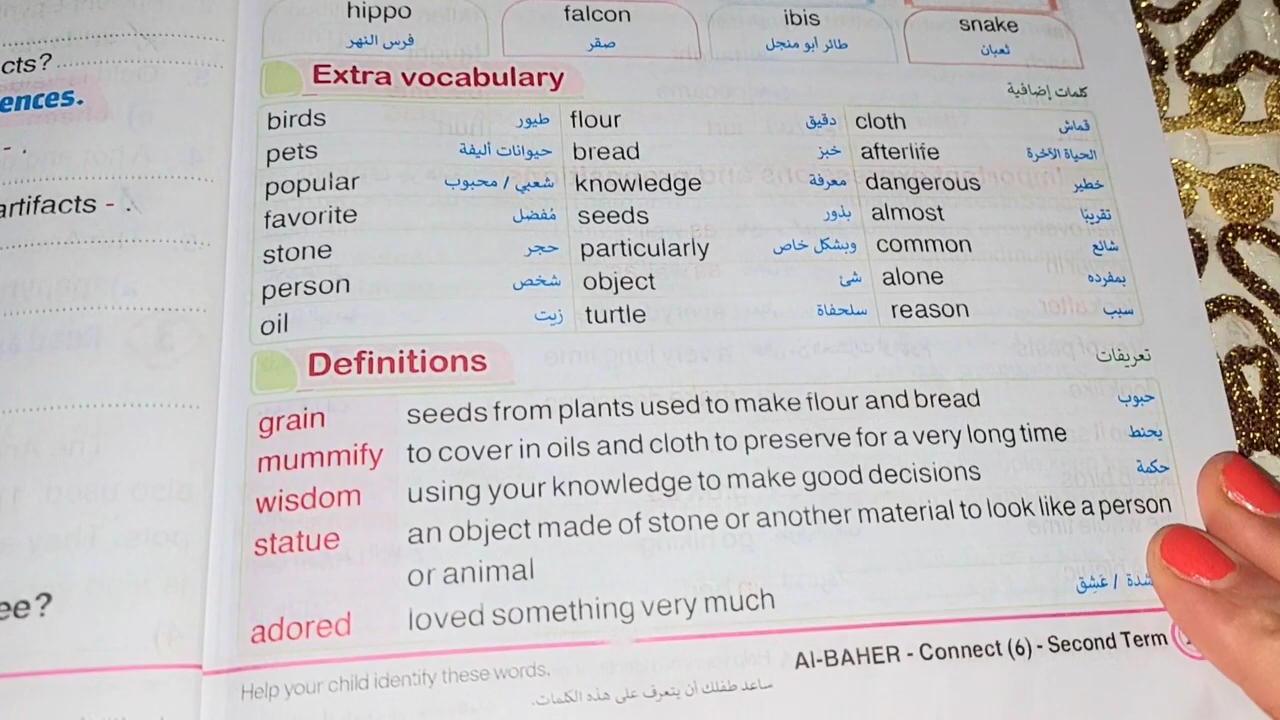 hippo falcon ibis snake
فرس النهر صقر طائر أبو منجل ثعبان
cts?
ences.
artifacts - .
ee?
Extra vocabulary كلمات إضافية
birds طيور flour دقيق cloth قماش
pets حيوانات أليفة bread خبز afterlife الحياة الآخرة
popular شعبي / محبوب knowledge معرفة dangerous خطير
favorite مُفضل seeds بذور almost تقريبًا
stone حجر particularly وبشكل خاص common شائع
person شخص object شئ alone بمفرده
oil زيت turtle سلحفاة reason سبب
Definitions تعريفات
grain seeds from plants used to make flour and bread حبوب
mummify to cover in oils and cloth to preserve for a very long time يحنط
wisdom using your knowledge to make good decisions حكمة
statue an object made of stone or another material to look like a person
or animal
adored loved something very much شدة / عَشِقَ
Help your child identify these words. Al-BAHER - Connect (6) - Second Term
ساعد طفلك أن يتعرف على هذه الكلمات.